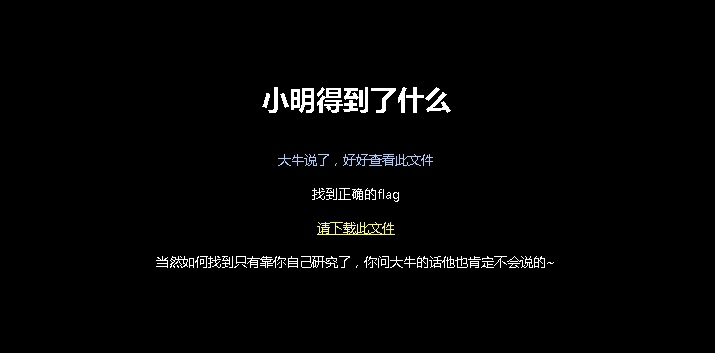 小明得到了什么
大牛说了，好好查看此文件
找到正确的flag
请下载此文件
当然如何找到只有靠你自己研究了，你问大牛的话他也肯定不会说的~